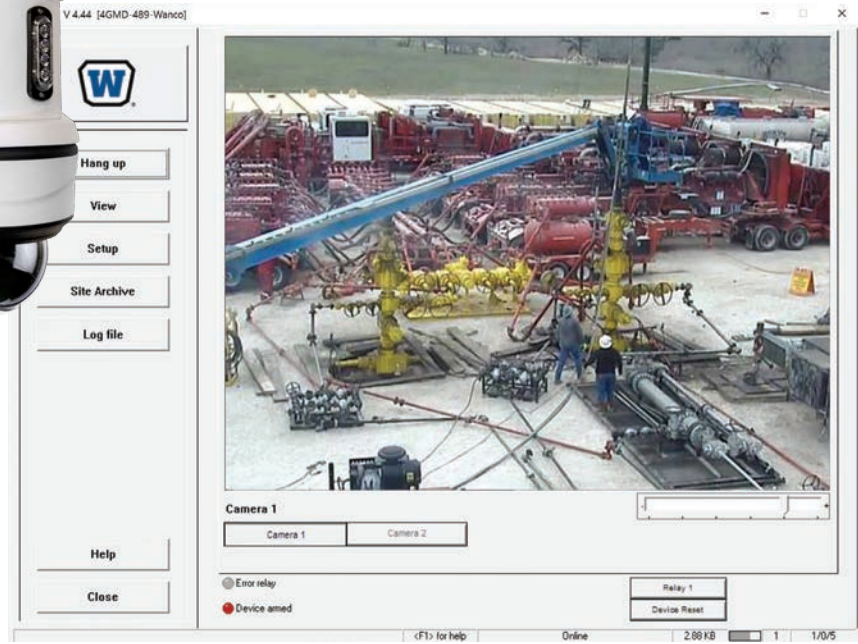 V 4.44 [4GMD-489-Wanco]
W
Hang up
View
Setup
Site Archive
Log file
Help
Close
Camera 1
Camera 1
Camera 2
- +
Error relay
Device armed
Relay 1
Device Reset
<F1> for help
Online
2.88 KB
1
1/0/5